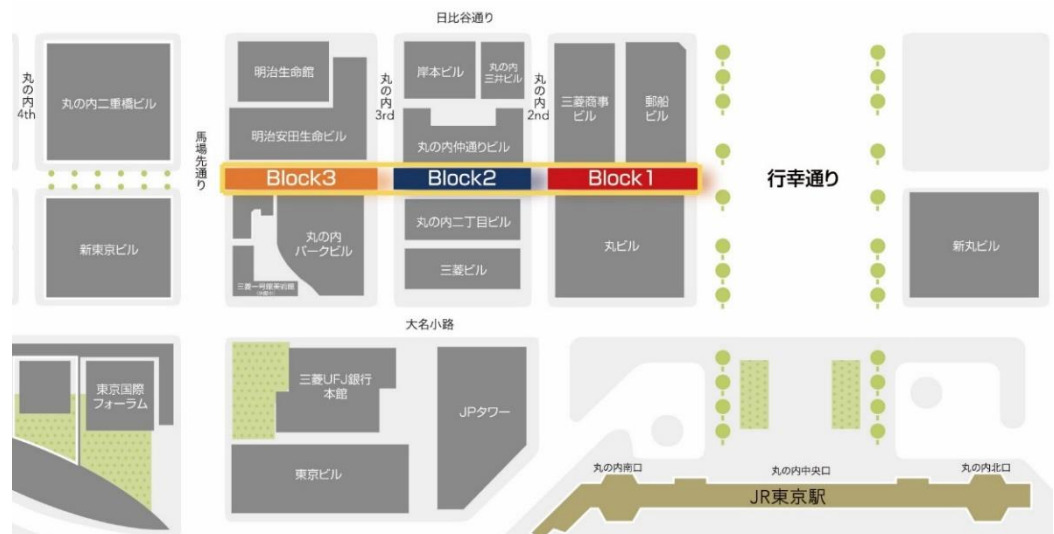 日比谷通り
丸の内4th
丸の内二重橋ビル
馬場先通り
明治生命館
明治安田生命ビル
丸の内3rd
岸本ビル
丸の内
三井ビル
丸の内仲通りビル
丸の内2nd
三菱商事
ビル
郵船
ビル
Block3
Block2
Block1
行幸通り
新東京ビル
丸の内
パークビル
三菱一号館美術館
丸の内二丁目ビル
三菱ビル
丸ビル
新丸ビル
大名小路
東京国際
フォーラム
三菱UFJ銀行
本館
東京ビル
JPタワー
丸の内南口
丸の内中央口
丸の内北口
JR東京駅